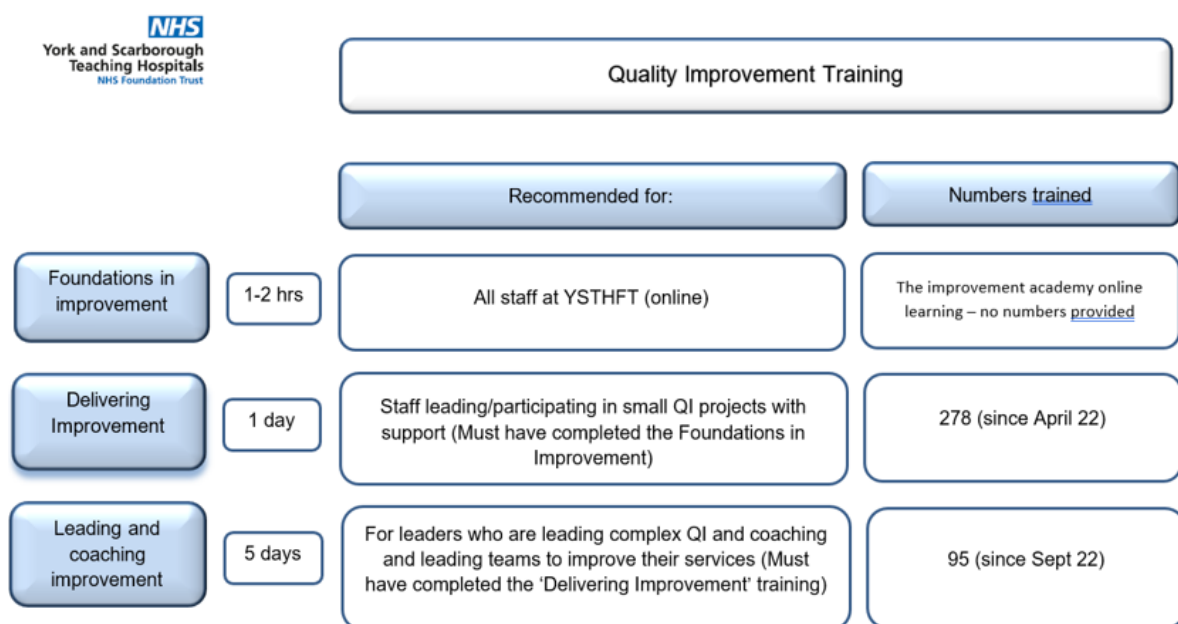 NHS
York and Scarborough
Teaching Hospitals
NHS Foundation Trust
Quality Improvement Training
Recommended for:
Numbers trained
Foundations in
improvement
1-2 hrs
All staff at YSTHFT (online)
The improvement academy online
learning – no numbers provided
Delivering
Improvement
1 day
Staff leading/participating in small QI projects with
support (Must have completed the Foundations in
Improvement)
278 (since April 22)
Leading and
coaching
improvement
5 days
For leaders who are leading complex QI and coaching
and leading teams to improve their services (Must
have completed the ‘Delivering Improvement’ training)
95 (since Sept 22)